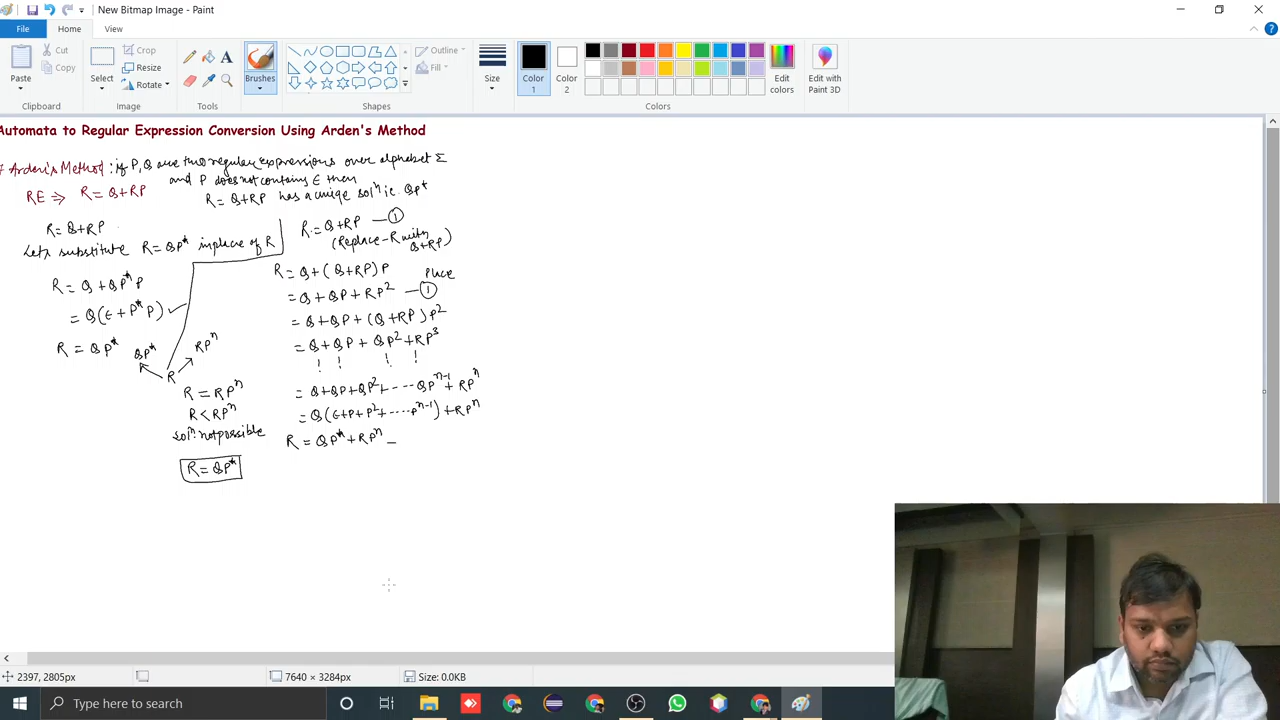 New Bitmap Image - Paint
File
Home
View
Paste
Cut
Copy
Select
Crop
Resize
Rotate
A
Brushes
Outline
Fill
Size
Color
1
Color
2
Edit
colors
Edit with
Paint 3D
Clipboard
Image
Tools
Shapes
Colors
Automata to Regular Expression Conversion Using Arden's Method
Arden's Method : if P, Q are two regular expressions over alphabet Σ
and P does not contains ϵ then
RE ⇒ R = Q+RP
R = Q+RP has a unique solⁿ i.e. QP*
R = Q+RP
Let's substitute R = QP* inplace of R
R = Q + QP*P
= Q(ϵ + P*P) ✓
R = QP*
QP*
RPⁿ
R
R = RPⁿ
R < RPⁿ
solⁿ. not possible
R = QP*
R = Q+RP — ①
(Replace - R with
Q+RP)
R = Q + (Q+RP)P
= Q + QP + RP² — ①
Place
= Q + QP + (Q+RP)P²
= Q + QP + QP² + RP³
= Q+QP+QP²+ ---- QPⁿ⁻¹ + RPⁿ
= Q(ϵ+P+P²+ ----- Pⁿ⁻¹) + RPⁿ
R = QP* + RPⁿ —
2397, 2805px
7640 × 3284px
Size: 0.0KB
Type here to search